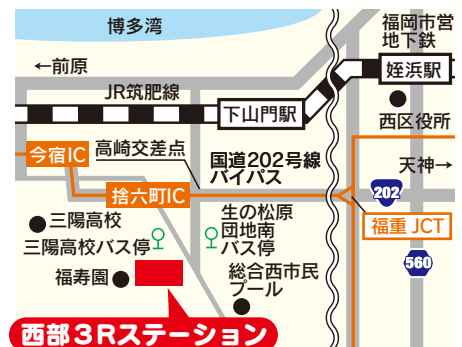 博多湾
福岡市営
地下鉄
←前原
JR筑肥線
姪浜駅
下山門駅
西区役所
今宿IC
高崎交差点
国道202号線
バイパス
天神→
捨六町IC
202
三陽高校
生の松原
団地南
バス停
福重JCT
三陽高校バス停
560
福寿園
総合西市民
プール
西部3Rステーション